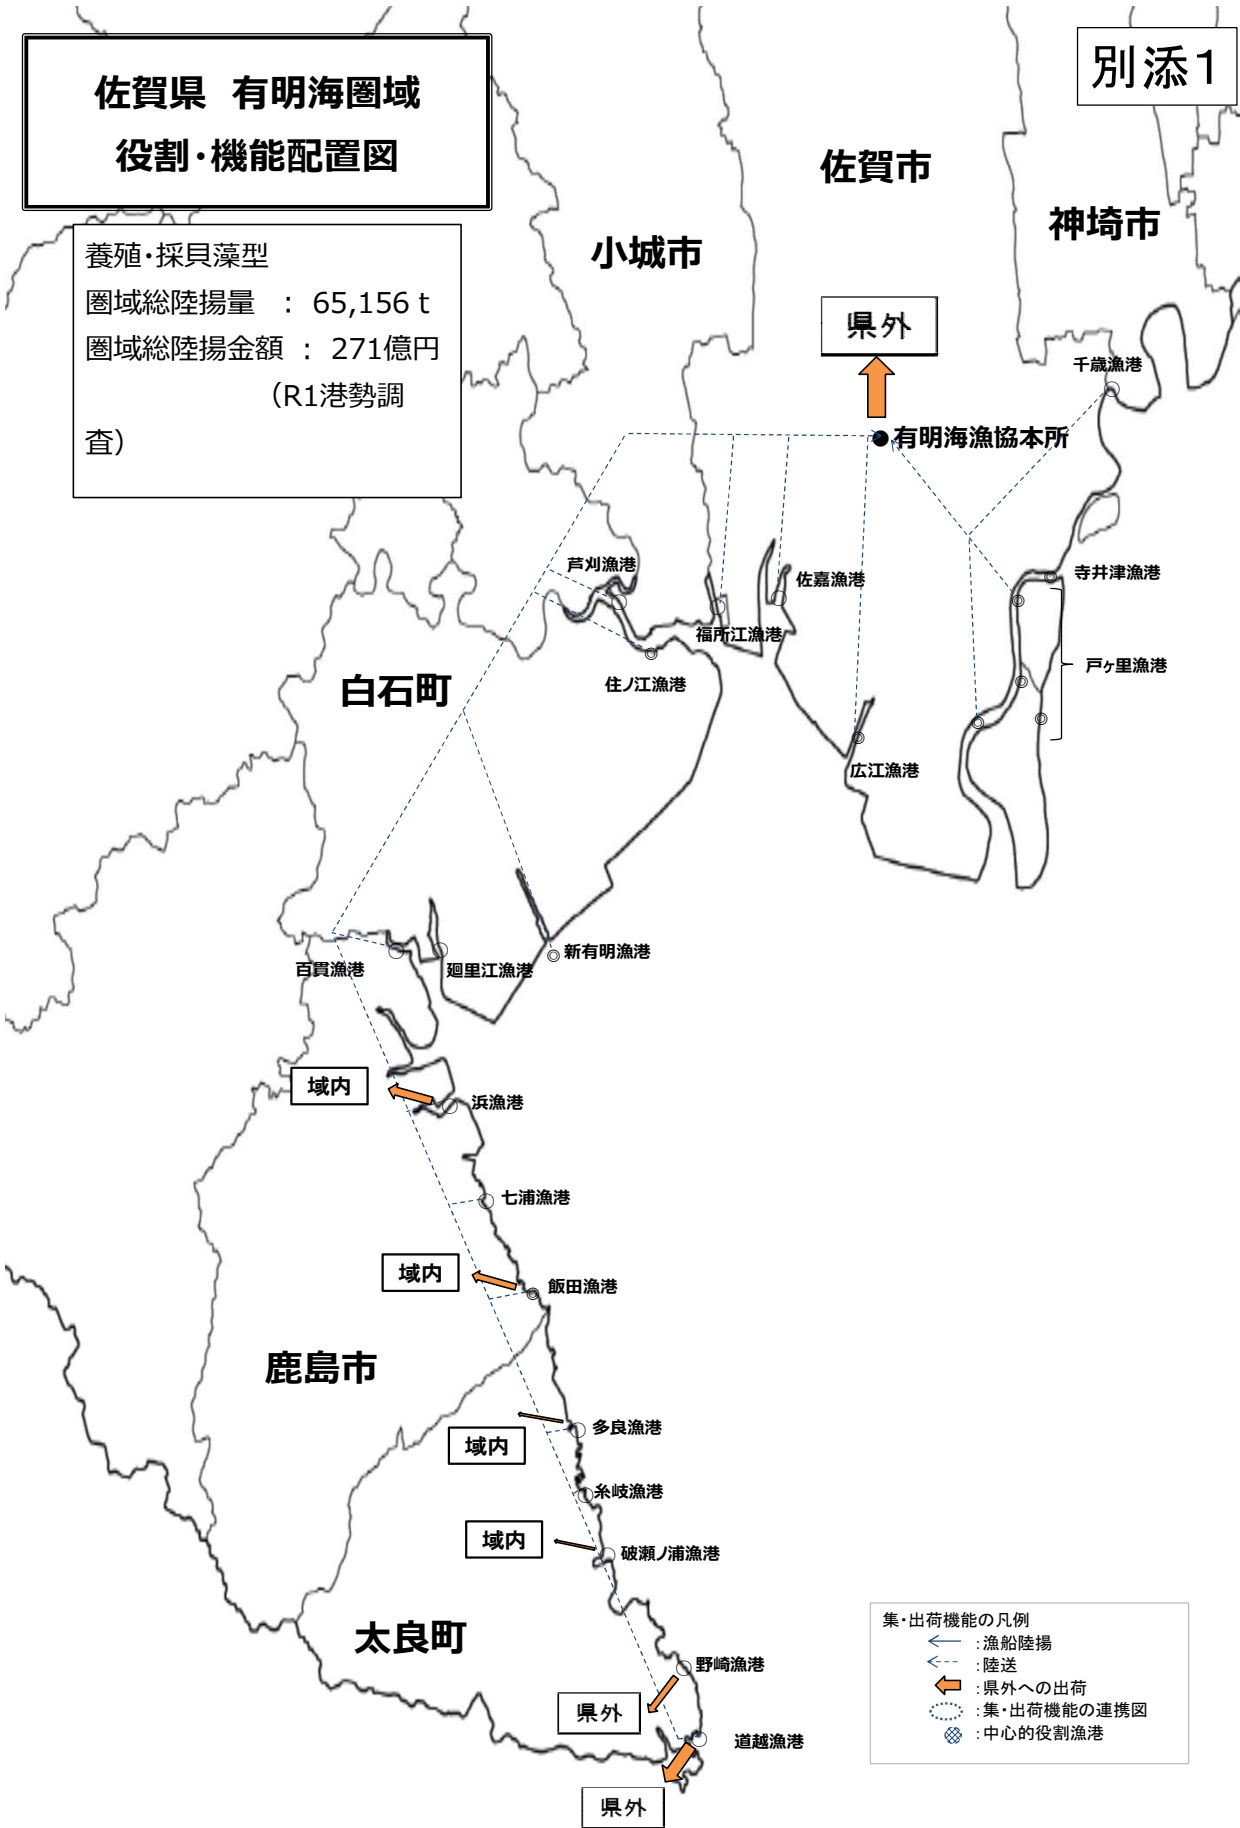 別添1
佐賀県 有明海圏域
役割・機能配置図
養殖・採貝藻型
圏域総陸揚量 : 65,156 t
圏域総陸揚金額 : 271億円
(R1港勢調
査)
佐賀市
神埼市
小城市
県外
千歳漁港
有明海漁協本所
芦刈漁港
佐嘉漁港
寺井津漁港
福所江漁港
戸ヶ里漁港
住ノ江漁港
白石町
広江漁港
百貫漁港
廻里江漁港
新有明漁港
域内
浜漁港
七浦漁港
域内
飯田漁港
鹿島市
多良漁港
域内
糸岐漁港
域内
破瀬ノ浦漁港
太良町
野崎漁港
県外
道越漁港
県外
集・出荷機能の凡例
:漁船陸揚
:陸送
:県外への出荷
:集・出荷機能の連携図
:中心的役割漁港